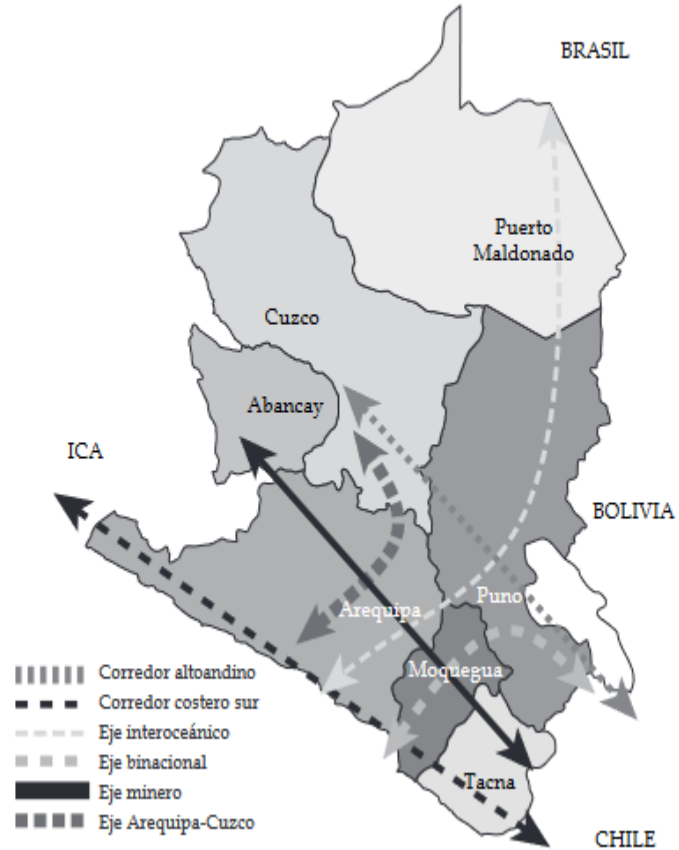 BRASIL
Puerto
Maldonado
Cuzco
Abancay
ICA
BOLIVIA
Puno
Arequipa
Moquegua
Tacna
CHILE
Corredor altoandino
Corredor costero sur
Eje interoceánico
Eje binacional
Eje minero
Eje Arequipa-Cuzco